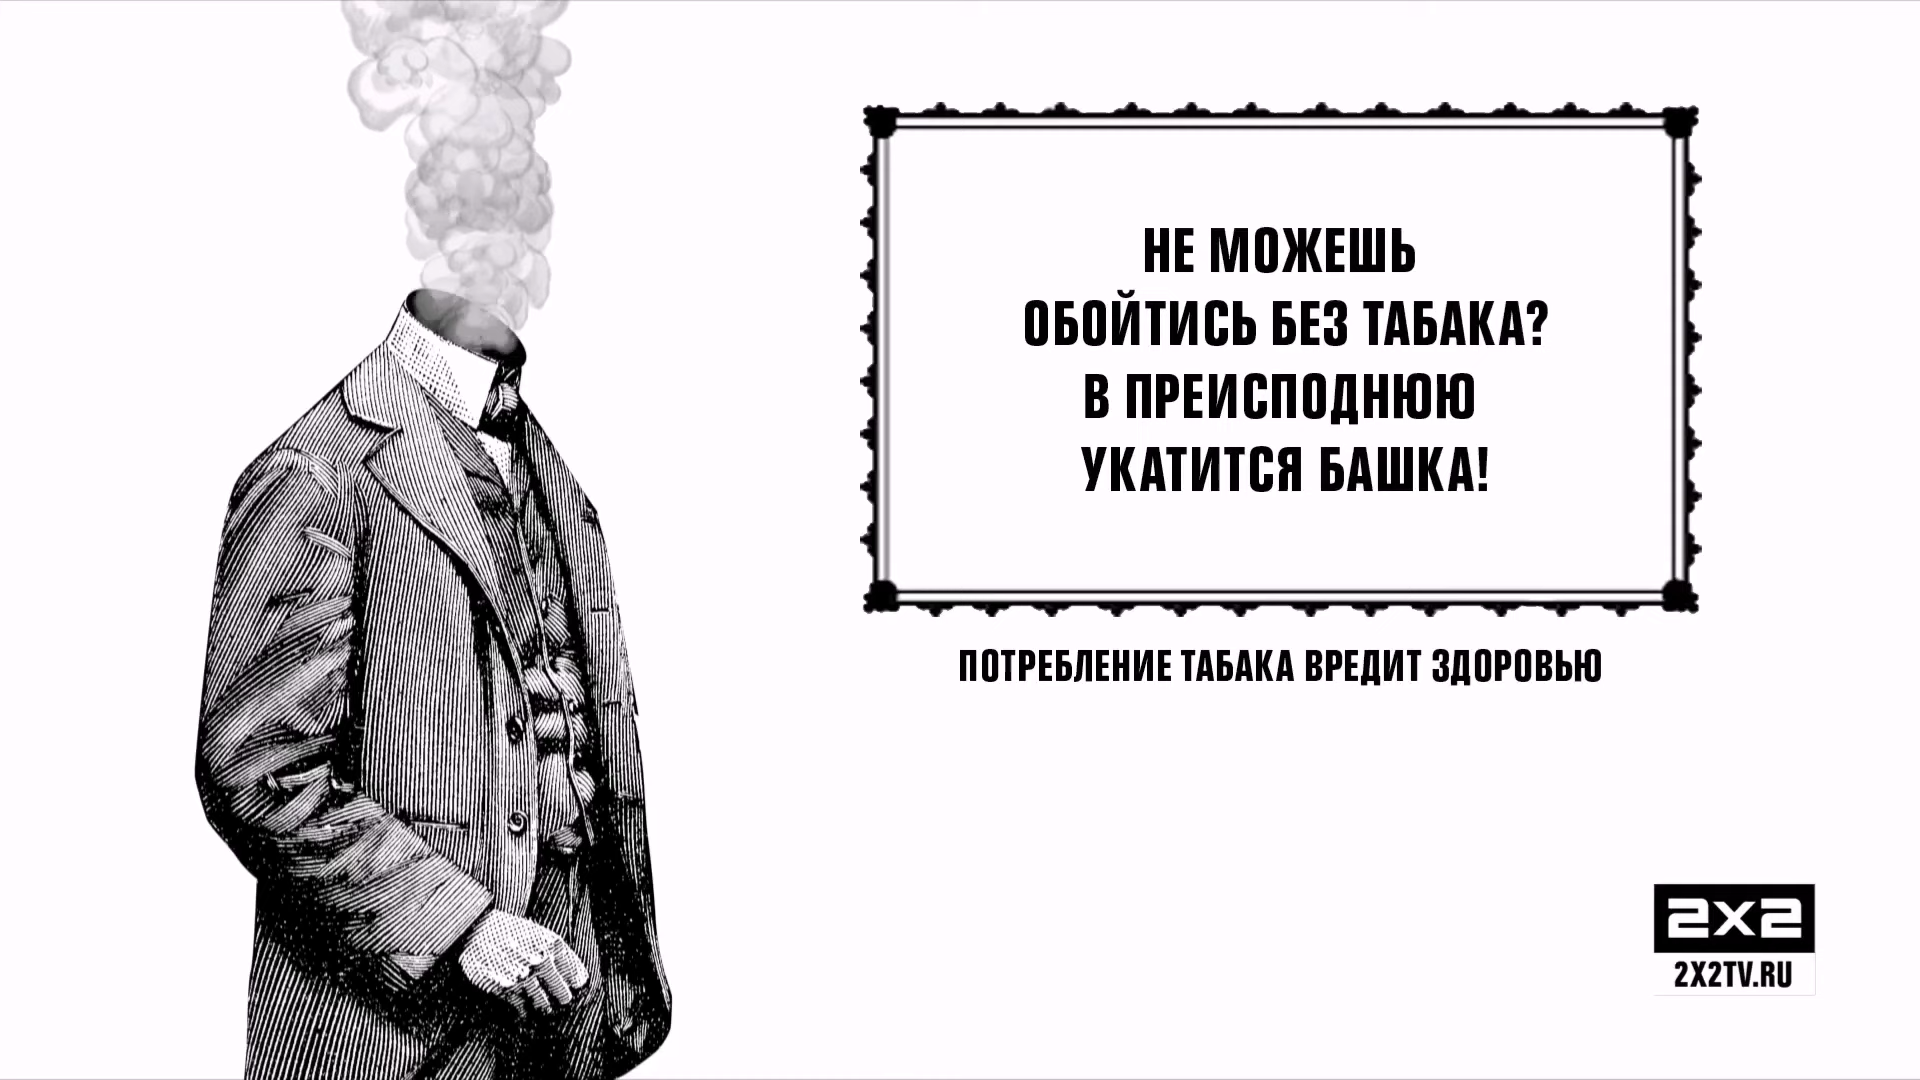 НЕ МОЖЕШЬ
ОБОЙТИСЬ БЕЗ ТАБАКА?
В ПРЕИСПОДНЮЮ
УКАТИТСЯ БАШКА!
ПОТРЕБЛЕНИЕ ТАБАКА ВРЕДИТ ЗДОРОВЬЮ
2x2
2X2TV.RU